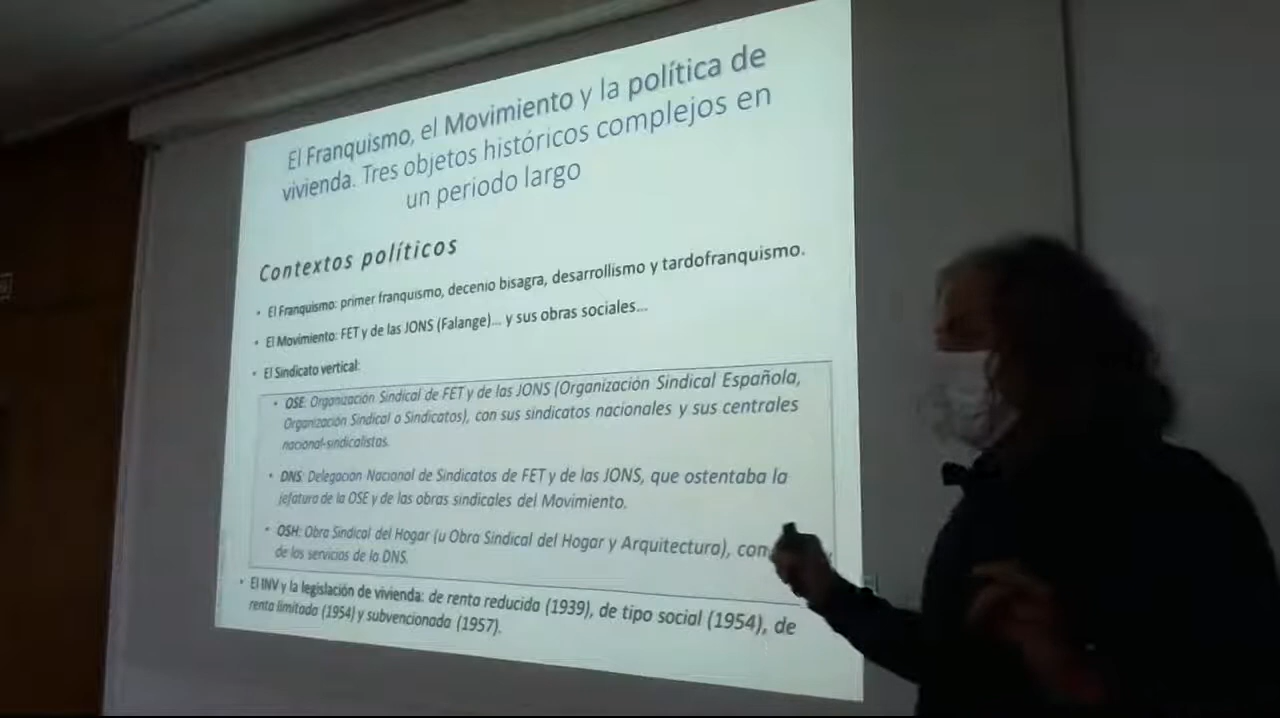 El Franquismo, el Movimiento y la política de
vivienda. Tres objetos históricos complejos en
un periodo largo
Contextos políticos
• El Franquismo: primer franquismo, decenio bisagra, desarrollismo y tardofranquismo.
• El Movimiento: FET y de las JONS (Falange)... y sus obras sociales...
• El Sindicato vertical:
• OSE: Organización Sindical de FET y de las JONS (Organización Sindical Española,
Organización Sindical o Sindicatos), con sus sindicatos nacionales y sus centrales
nacional-sindicalistas.
• DNS: Delegación Nacional de Sindicatos de FET y de las JONS, que ostentaba la
jefatura de la OSE y de las obras sindicales del Movimiento.
• OSH: Obra Sindical del Hogar (u Obra Sindical del Hogar y Arquitectura),
de los servicios de la DNS.
• El INV y la legislación de vivienda: de renta reducida (1939), de tipo social (1954), de
renta limitada (1954) y subvencionada (1957).